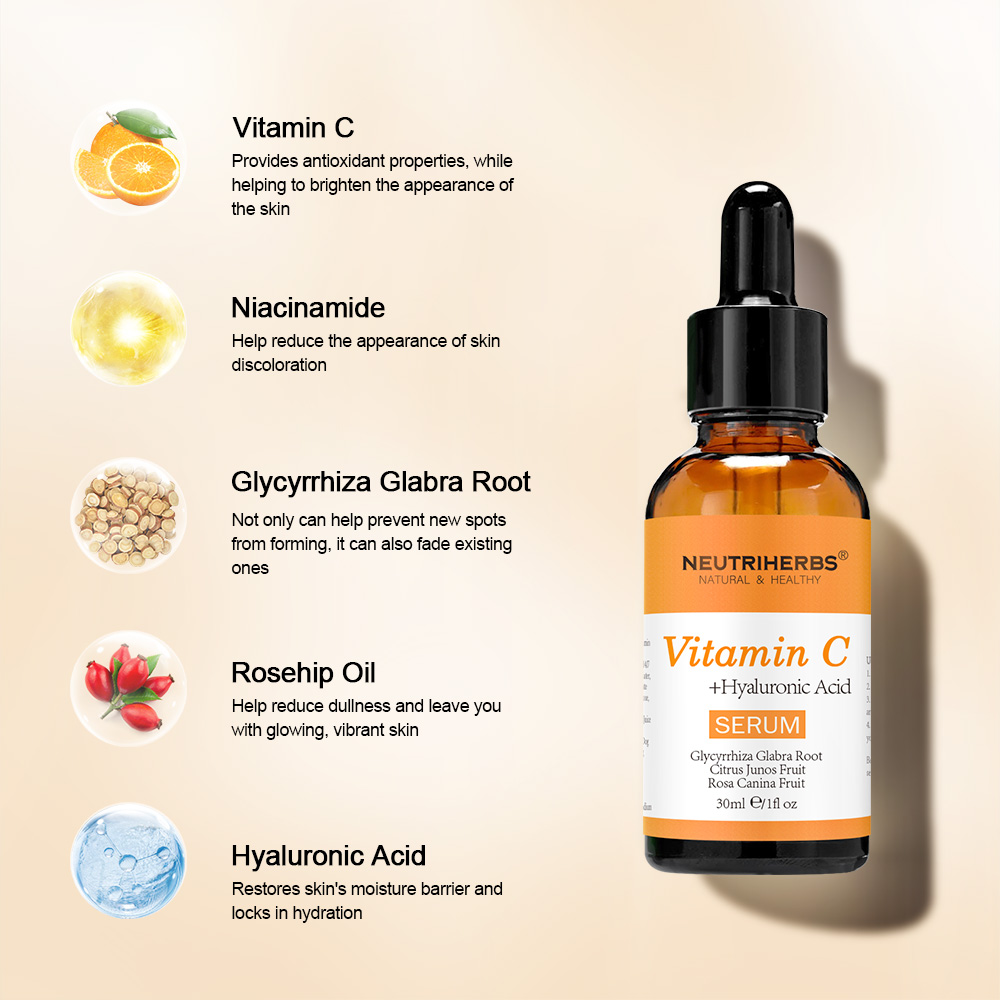 Vitamin C
Provides antioxidant properties, while
helping to brighten the appearance of
the skin
Niacinamide
Help reduce the appearance of skin
discoloration
Glycyrrhiza Glabra Root
Not only can help prevent new spots
from forming, it can also fade existing
ones
Rosehip Oil
Help reduce dullness and leave you
with glowing, vibrant skin
Hyaluronic Acid
Restores skin's moisture barrier and
locks in hydration
NEUTRIHERBS®
NATURAL & HEALTHY
Vitamin C
+Hyaluronic Acid
SERUM
Glycyrrhiza Glabra Root
Citrus Junos Fruit
Rosa Canina Fruit
30ml ℮/1fl oz